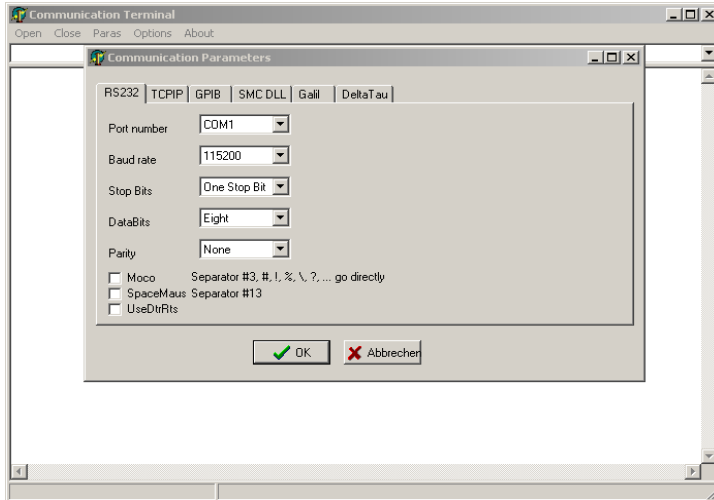 Communication Terminal
Open Close Paras Options About
Communication Parameters
RS232 TCPIP GPIB SMC DLL Galil DeltaTau
Port number COM1
Baud rate 115200
Stop Bits One Stop Bit
DataBits Eight
Parity None
Moco Separator #3, #, !, %, \, ?, ... go directly
SpaceMaus Separator #13
UseDtrRts
OK Abbrechen